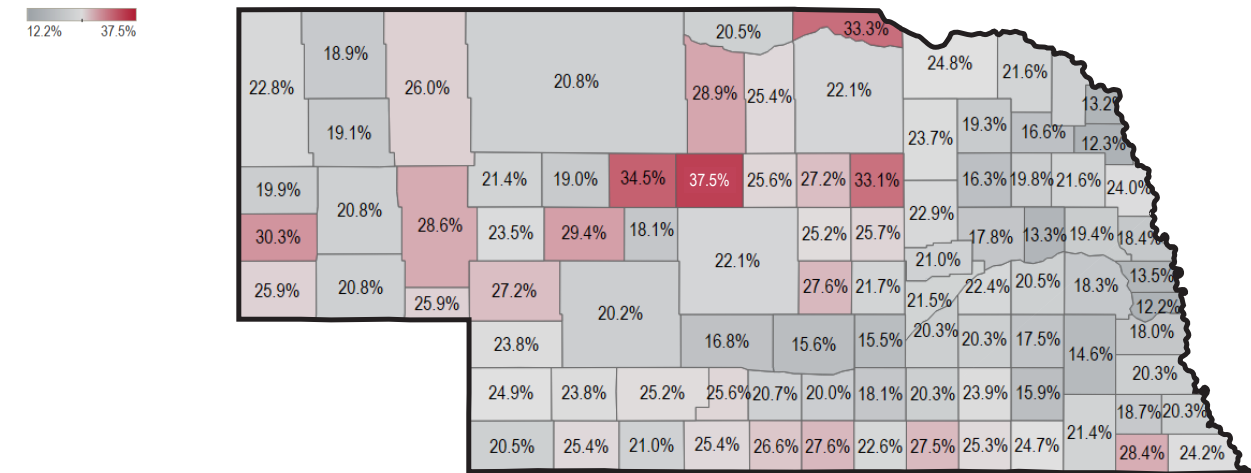 12.2% 37.5%
20.5% 33.3%
18.9% 24.8% 21.6%
22.8% 26.0% 20.8% 28.9% 25.4% 22.1% 13.2%
19.1% 23.7% 19.3% 16.6% 12.3%
19.9% 21.4% 19.0% 34.5% 37.5% 25.6% 27.2% 33.1% 16.3% 19.8% 21.6% 24.0%
20.8% 22.9%
30.3% 28.6% 23.5% 29.4% 18.1% 25.2% 25.7% 17.8% 13.3% 19.4% 18.4%
22.1% 21.0%
25.9% 20.8% 25.9% 27.2% 27.6% 21.7% 21.5% 22.4% 20.5% 18.3% 13.5%
20.2% 12.2%
23.8% 16.8% 15.6% 15.5% 20.3% 20.3% 17.5% 14.6% 18.0%
20.3%
24.9% 23.8% 25.2% 25.6% 20.7% 20.0% 18.1% 20.3% 23.9% 15.9%
18.7% 20.3%
20.5% 25.4% 21.0% 25.4% 26.6% 27.6% 22.6% 27.5% 25.3% 24.7% 21.4% 28.4% 24.2%